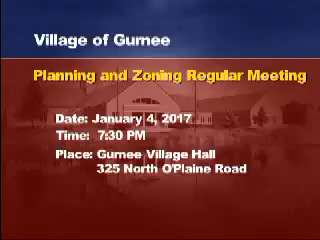 Village of Gurnee
Planning and Zoning Regular Meeting
Date: January 4, 2017
Time: 7:30 PM
Place: Gurnee Village Hall
325 North O'Plaine Road